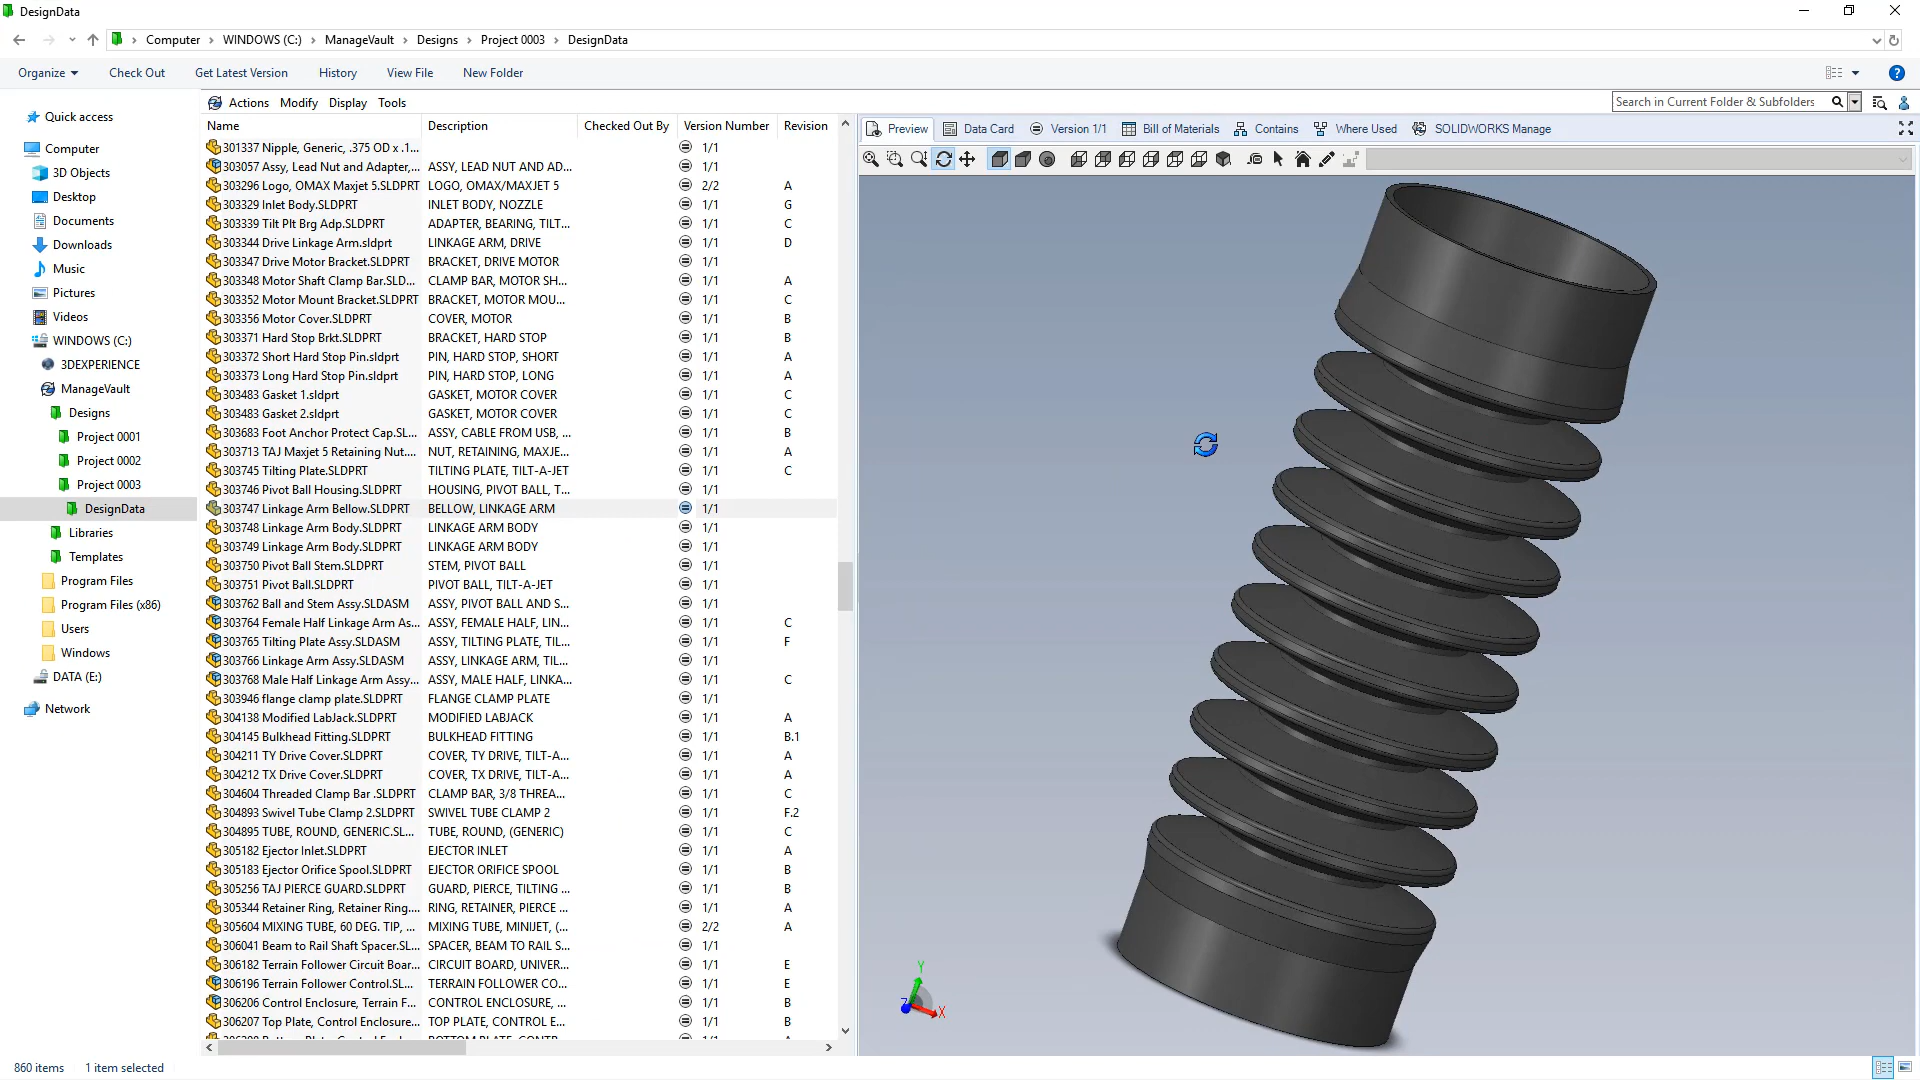 DesignData
Computer > WINDOWS (C:) > ManageVault > Designs > Project 0003 > DesignData
Organize Check Out Get Latest Version History View File New Folder
Actions Modify Display Tools
Search in Current Folder & Subfolders
Quick access
Computer
3D Objects
Desktop
Documents
Downloads
Music
Pictures
Videos
WINDOWS (C:)
3DEXPERIENCE
ManageVault
Designs
Project 0001
Project 0002
Project 0003
DesignData
Libraries
Templates
Program Files
Program Files (x86)
Users
Windows
DATA (E:)
Network
Name Description Checked Out By Version Number Revision
301337 Nipple, Generic, .375 OD x .1... 1/1
303057 Assy, Lead Nut and Adapter,... ASSY, LEAD NUT AND AD... 1/1
303296 Logo, OMAX Maxjet 5.SLDPRT LOGO, OMAX/MAXJET 5 2/2 A
303329 Inlet Body.SLDPRT INLET BODY, NOZZLE 1/1 G
303339 Tilt Plt Brg Adp.SLDPRT ADAPTER, BEARING, TILT... 1/1 C
303344 Drive Linkage Arm.sldprt LINKAGE ARM, DRIVE 1/1 D
303347 Drive Motor Bracket.SLDPRT BRACKET, DRIVE MOTOR 1/1
303348 Motor Shaft Clamp Bar.SLD... CLAMP BAR, MOTOR SH... 1/1 A
303352 Motor Mount Bracket.SLDPRT BRACKET, MOTOR MOU... 1/1 C
303356 Motor Cover.SLDPRT COVER, MOTOR 1/1 B
303371 Hard Stop Brkt.SLDPRT BRACKET, HARD STOP 1/1 B
303372 Short Hard Stop Pin.sldprt PIN, HARD STOP, SHORT 1/1 A
303373 Long Hard Stop Pin.sldprt PIN, HARD STOP, LONG 1/1 A
303483 Gasket 1.sldprt GASKET, MOTOR COVER 1/1 C
303483 Gasket 2.sldprt GASKET, MOTOR COVER 1/1 C
303683 Foot Anchor Protect Cap.SL... ASSY, CABLE FROM USB, ... 1/1 B
303713 TAJ Maxjet 5 Retaining Nut.... NUT, RETAINING, MAXJE... 1/1 A
303745 Tilting Plate.SLDPRT TILTING PLATE, TILT-A-JET 1/1 C
303746 Pivot Ball Housing.SLDPRT HOUSING, PIVOT BALL, T... 1/1
303747 Linkage Arm Bellow.SLDPRT BELLOW, LINKAGE ARM 1/1
303748 Linkage Arm Body.SLDPRT LINKAGE ARM BODY 1/1
303749 Linkage Arm Body.SLDPRT LINKAGE ARM BODY 1/1
303750 Pivot Ball Stem.SLDPRT STEM, PIVOT BALL 1/1
303751 Pivot Ball.SLDPRT PIVOT BALL, TILT-A-JET 1/1
303762 Ball and Stem Assy.SLDASM ASSY, PIVOT BALL AND S... 1/1
303764 Female Half Linkage Arm As... ASSY, FEMALE HALF, LIN... 1/1 C
303765 Tilting Plate Assy.SLDASM ASSY, TILTING PLATE, TIL... 1/1 F
303766 Linkage Arm Assy.SLDASM ASSY, LINKAGE ARM, TIL... 1/1
303768 Male Half Linkage Arm Assy... ASSY, MALE HALF, LINKA... 1/1 C
303946 flange clamp plate.SLDPRT FLANGE CLAMP PLATE 1/1
304138 Modified LabJack.SLDPRT MODIFIED LABJACK 1/1 A
304145 Bulkhead Fitting.SLDPRT BULKHEAD FITTING 1/1 B.1
304211 TY Drive Cover.SLDPRT COVER, TY DRIVE, TILT-A... 1/1 A
304212 TX Drive Cover.SLDPRT COVER, TX DRIVE, TILT-A... 1/1 A
304604 Threaded Clamp Bar .SLDPRT CLAMP BAR, 3/8 THREA... 1/1 C
304893 Swivel Tube Clamp 2.SLDPRT SWIVEL TUBE CLAMP 2 1/1 F.2
304895 TUBE, ROUND, GENERIC.SL... TUBE, ROUND, (GENERIC) 1/1 C
305182 Ejector Inlet.SLDPRT EJECTOR INLET 1/1 A
305183 Ejector Orifice Spool.SLDPRT EJECTOR ORIFICE SPOOL 1/1 B
305256 TAJ PIERCE GUARD.SLDPRT GUARD, PIERCE, TILTING ... 1/1 B
305344 Retainer Ring, Retainer Ring.... RING, RETAINER, PIERCE ... 1/1 A
305604 MIXING TUBE, 60 DEG. TIP, ... MIXING TUBE, MINIJET, (... 2/2 A
306041 Beam to Rail Shaft Spacer.SL... SPACER, BEAM TO RAIL S... 1/1
306182 Terrain Follower Circuit Boar... CIRCUIT BOARD, UNIVER... 1/1 E
306196 Terrain Follower Control.SL... TERRAIN FOLLOWER CO... 1/1 E
306206 Control Enclosure, Terrain F... CONTROL ENCLOSURE, ... 1/1 B
306207 Top Plate, Control Enclosure... TOP PLATE, CONTROL E... 1/1 B
Preview Data Card Version 1/1 Bill of Materials Contains Where Used SOLIDWORKS Manage
Y
Z
X
860 items 1 item selected